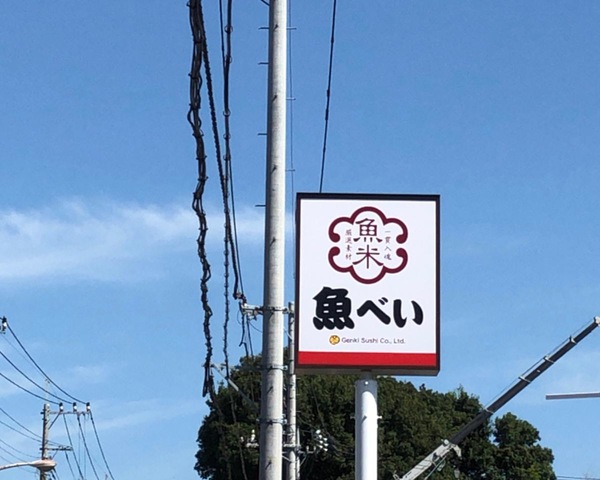 一貫入魂
魚米
厳選素材
魚べい
Genki Sushi Co., Ltd.